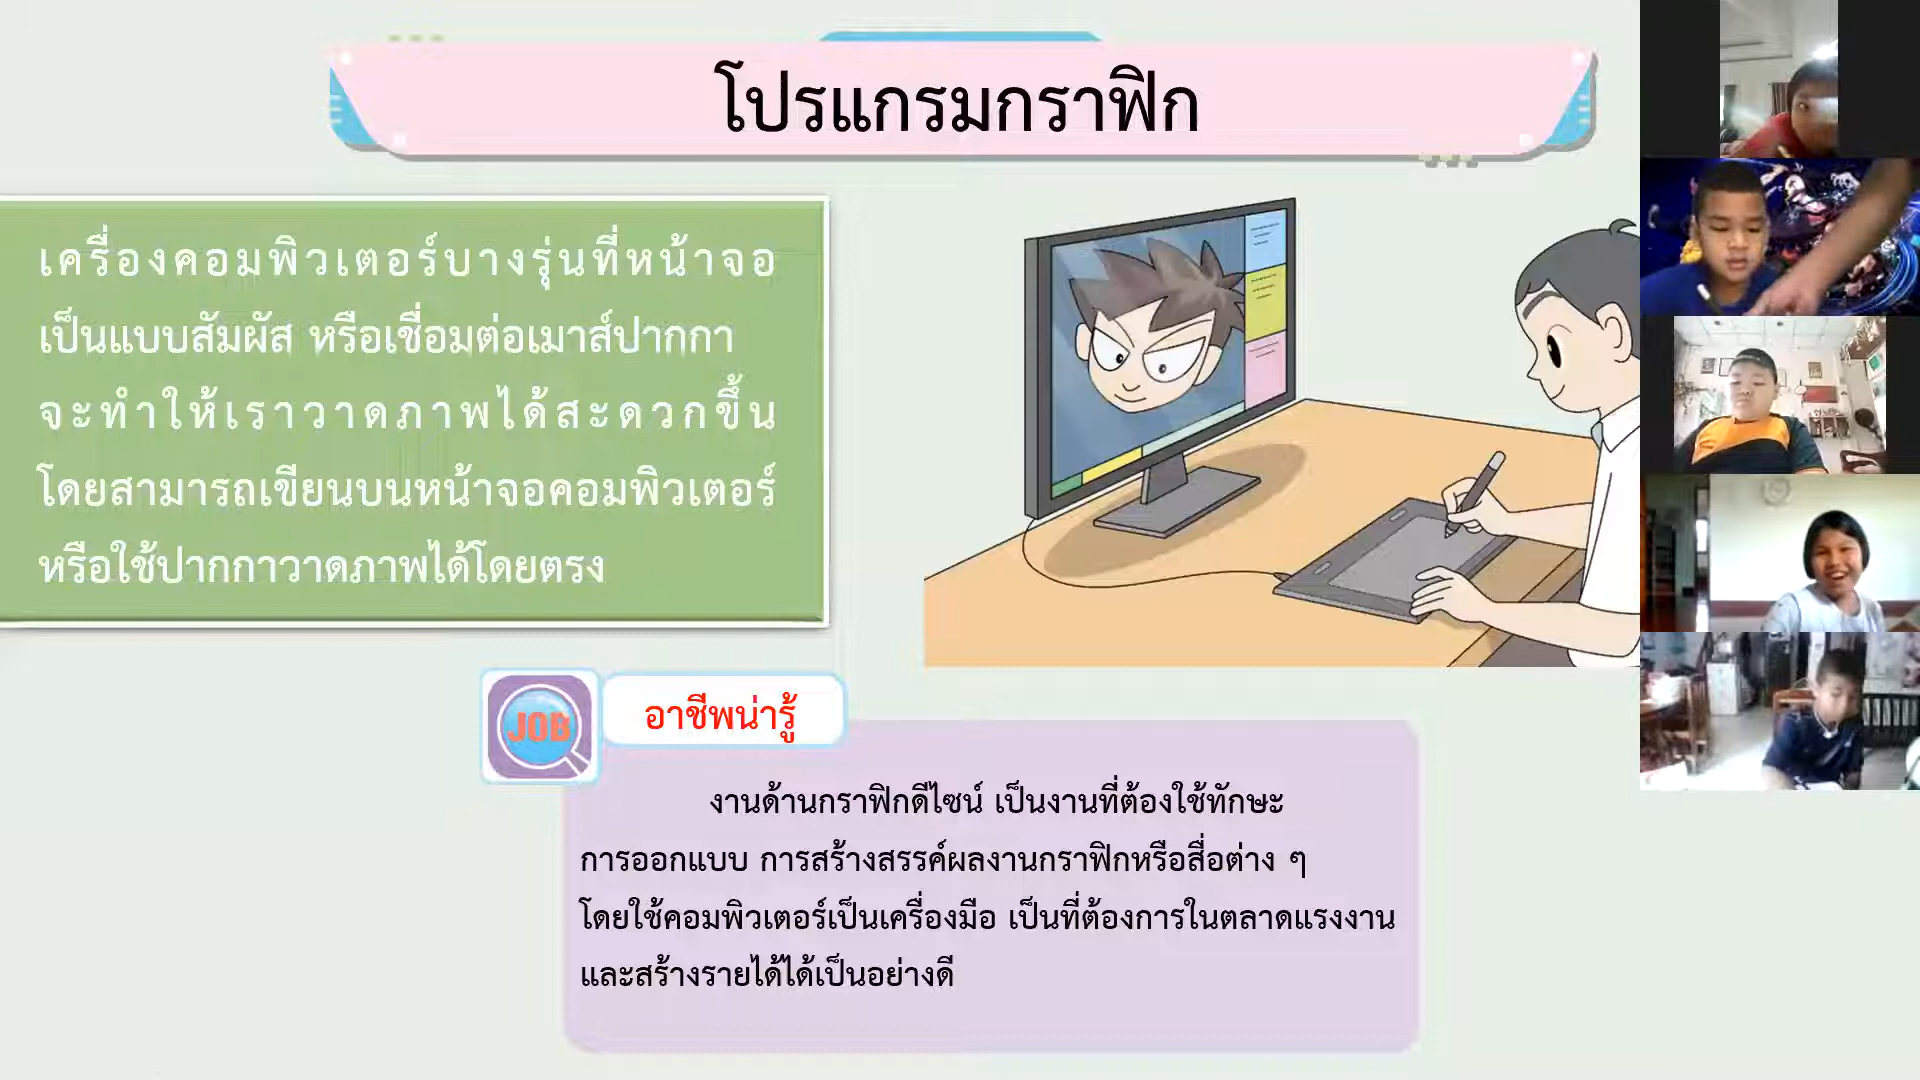 โปรแกรมกราฟิก
เครื่องคอมพิวเตอร์บางรุ่นที่หน้าจอ
เป็นแบบสัมผัส หรือเชื่อมต่อเมาส์ปากกา
จะทำให้เราวาดภาพได้สะดวกขึ้น
โดยสามารถเขียนบนหน้าจอคอมพิวเตอร์
หรือใช้ปากกาวาดภาพได้โดยตรง
JOB
อาชีพน่ารู้
งานด้านกราฟิกดีไซน์ เป็นงานที่ต้องใช้ทักษะ
การออกแบบ การสร้างสรรค์ผลงานกราฟิกหรือสื่อต่าง ๆ
โดยใช้คอมพิวเตอร์เป็นเครื่องมือ เป็นที่ต้องการในตลาดแรงงาน
และสร้างรายได้ได้เป็นอย่างดี